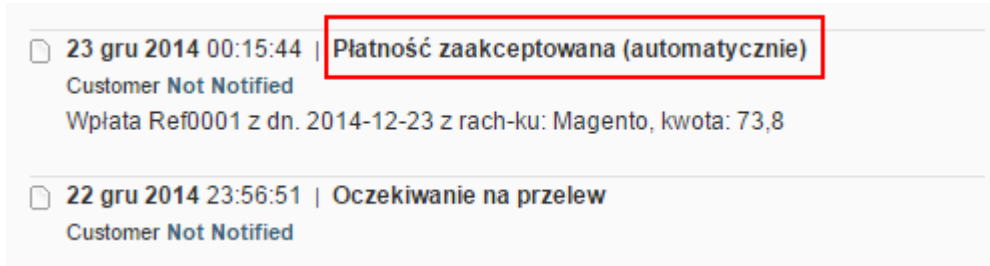 23 gru 2014 00:15:44 | Płatność zaakceptowana (automatycznie)
Customer Not Notified
Wpłata Ref0001 z dn. 2014-12-23 z rach-ku: Magento, kwota: 73,8
22 gru 2014 23:56:51 | Oczekiwanie na przelew
Customer Not Notified